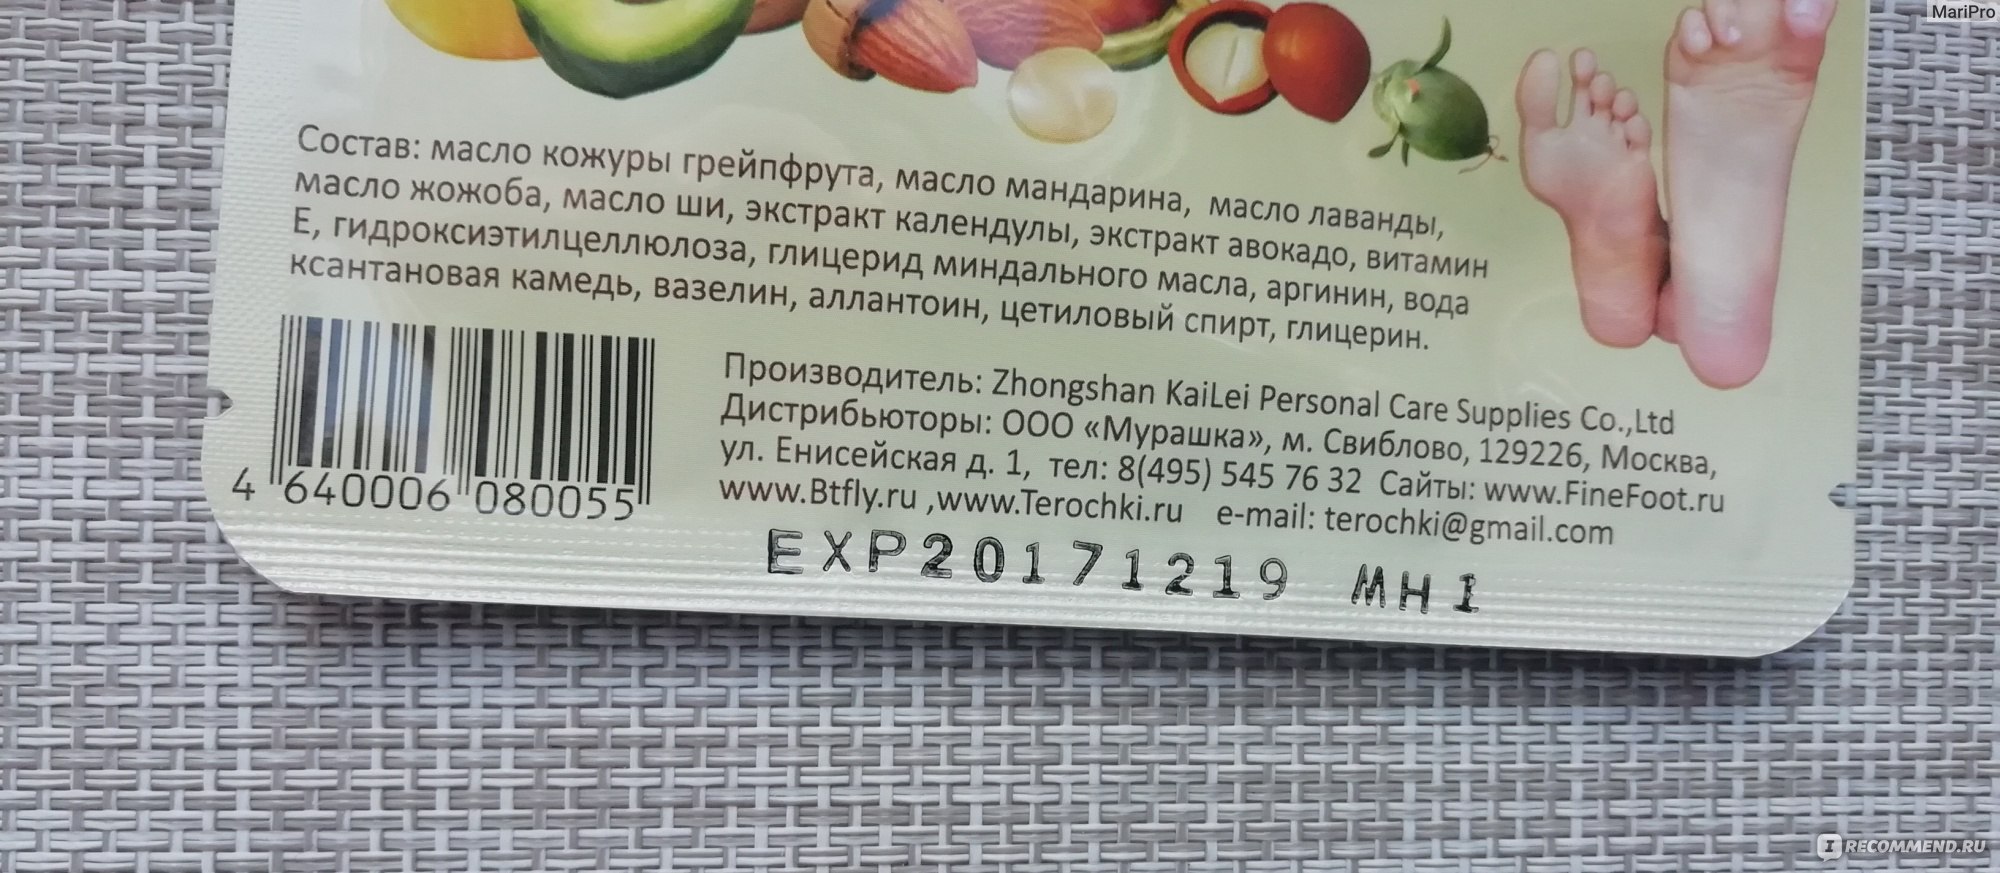 MariPro
Состав: масло кожуры грейпфрута, масло мандарина, масло лаванды,
масло жожоба, масло ши, экстракт календулы, экстракт авокадо, витамин
Е, гидроксиэтилцеллюлоза, глицерид миндального масла, аргинин, вода
ксантановая камедь, вазелин, аллантоин, цетиловый спирт, глицерин.
Производитель: Zhongshan KaiLei Personal Care Supplies Co.,Ltd
Дистрибьюторы: ООО «Мурашка», м. Свиблово, 129226, Москва,
ул. Енисейская д. 1, тел: 8(495) 545 76 32 Сайты: www.FineFoot.ru
www.Btfly.ru ,www.Terochki.ru e-mail: terochki@gmail.com
4 640006 080055
EXP20171219 MH1
IRECOMMEND.RU